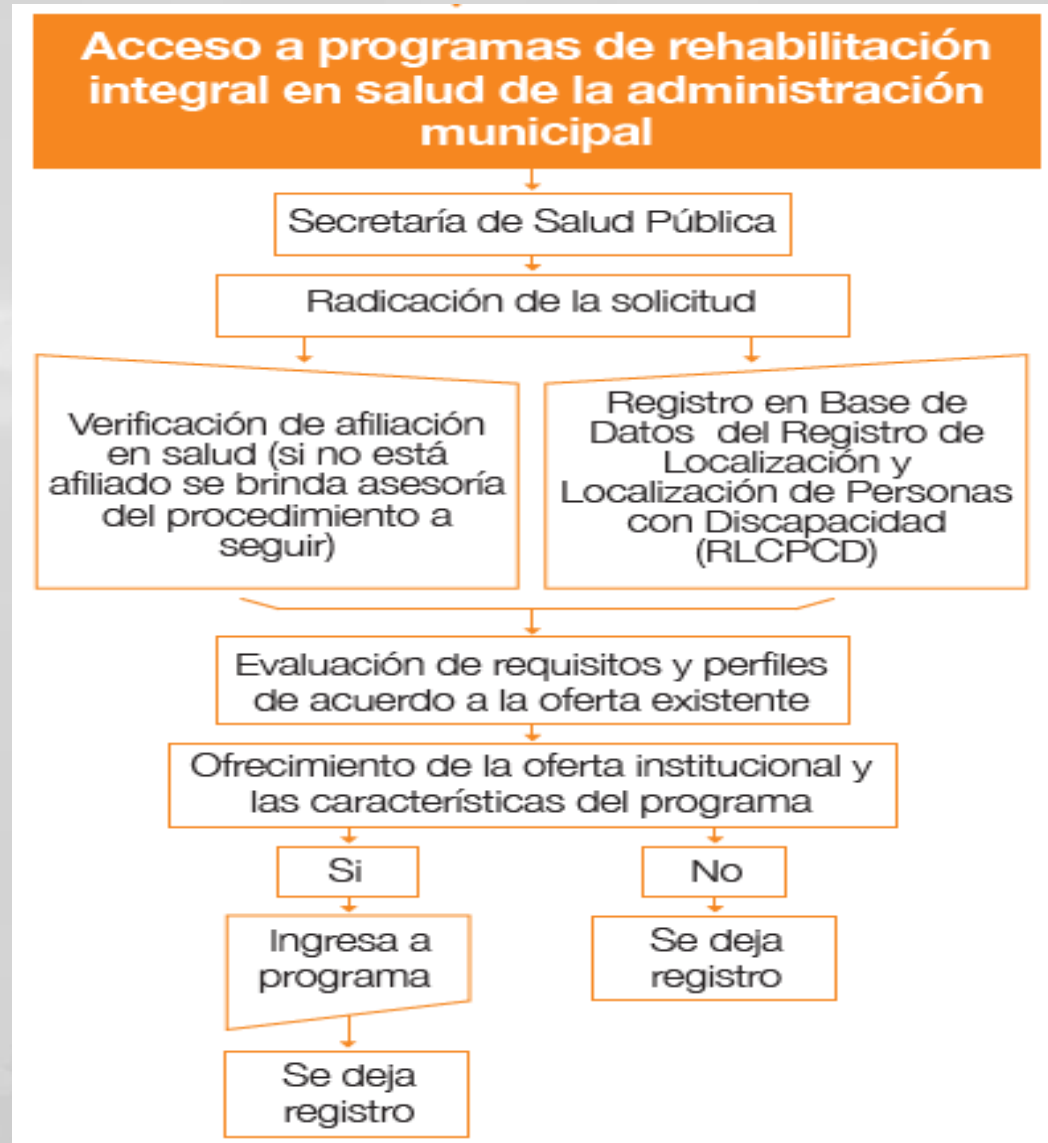 Acceso a programas de rehabilitación
integral en salud de la administración
municipal
Secretaría de Salud Pública
Radicación de la solicitud
Verificación de afiliación
en salud (si no está
afiliado se brinda asesoría
del procedimiento a
seguir)
Registro en Base de
Datos del Registro de
Localización y
Localización de Personas
con Discapacidad
(RLCPCD)
Evaluación de requisitos y perfiles
de acuerdo a la oferta existente
Ofrecimiento de la oferta institucional y
las características del programa
Si
No
Ingresa a
programa
Se deja
registro
Se deja
registro